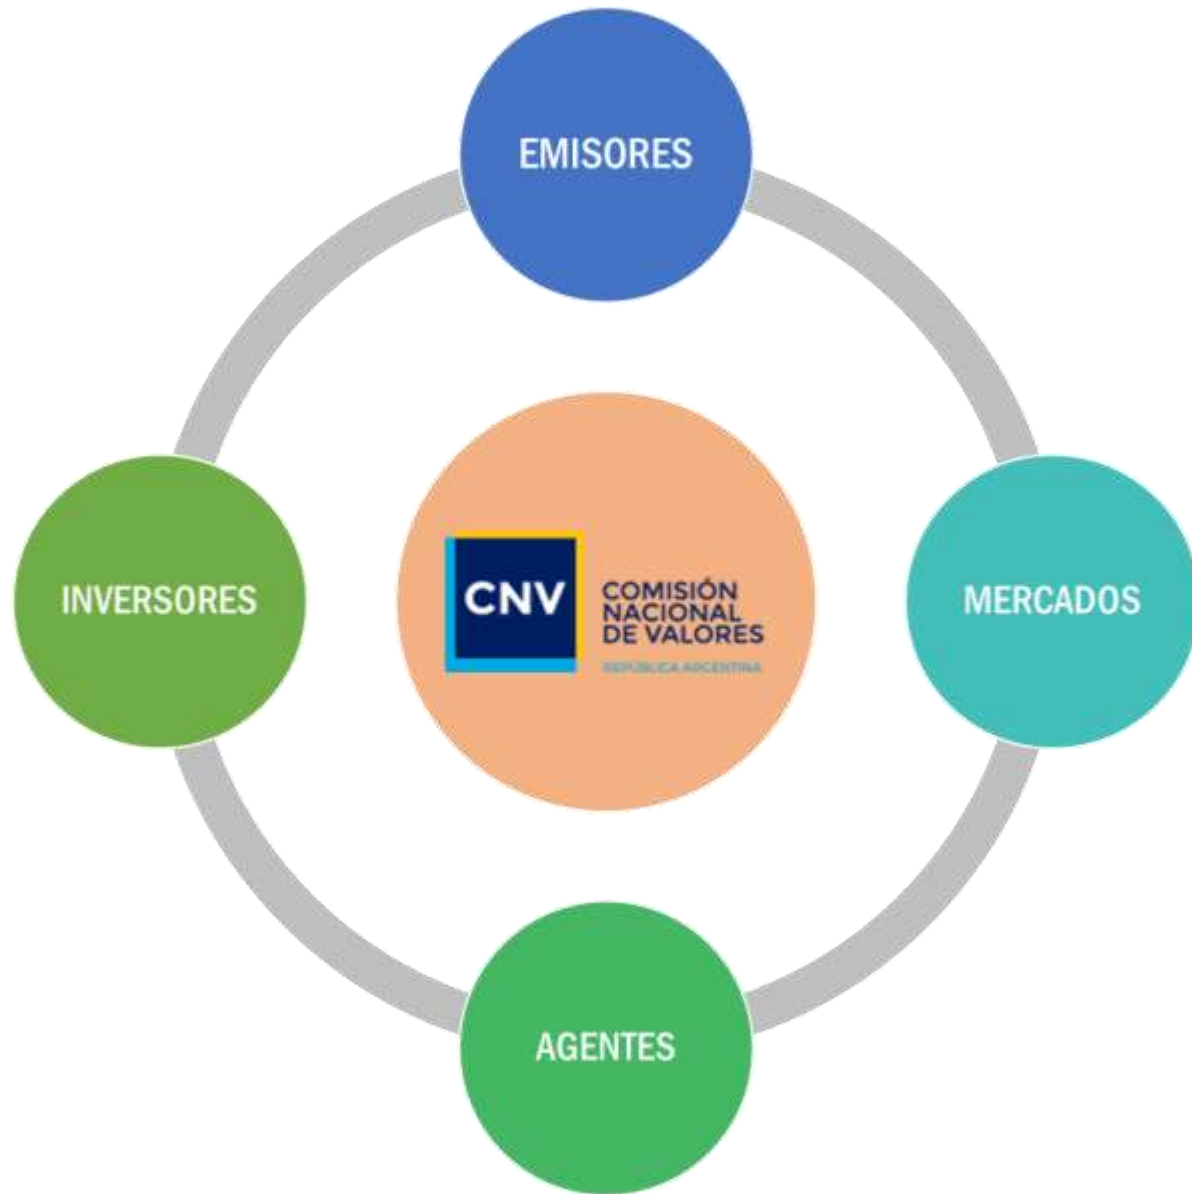 EMISORES
INVERSORES
CNV
COMISIÓN
NACIONAL
DE VALORES
REPÚBLICA ARGENTINA
MERCADOS
AGENTES